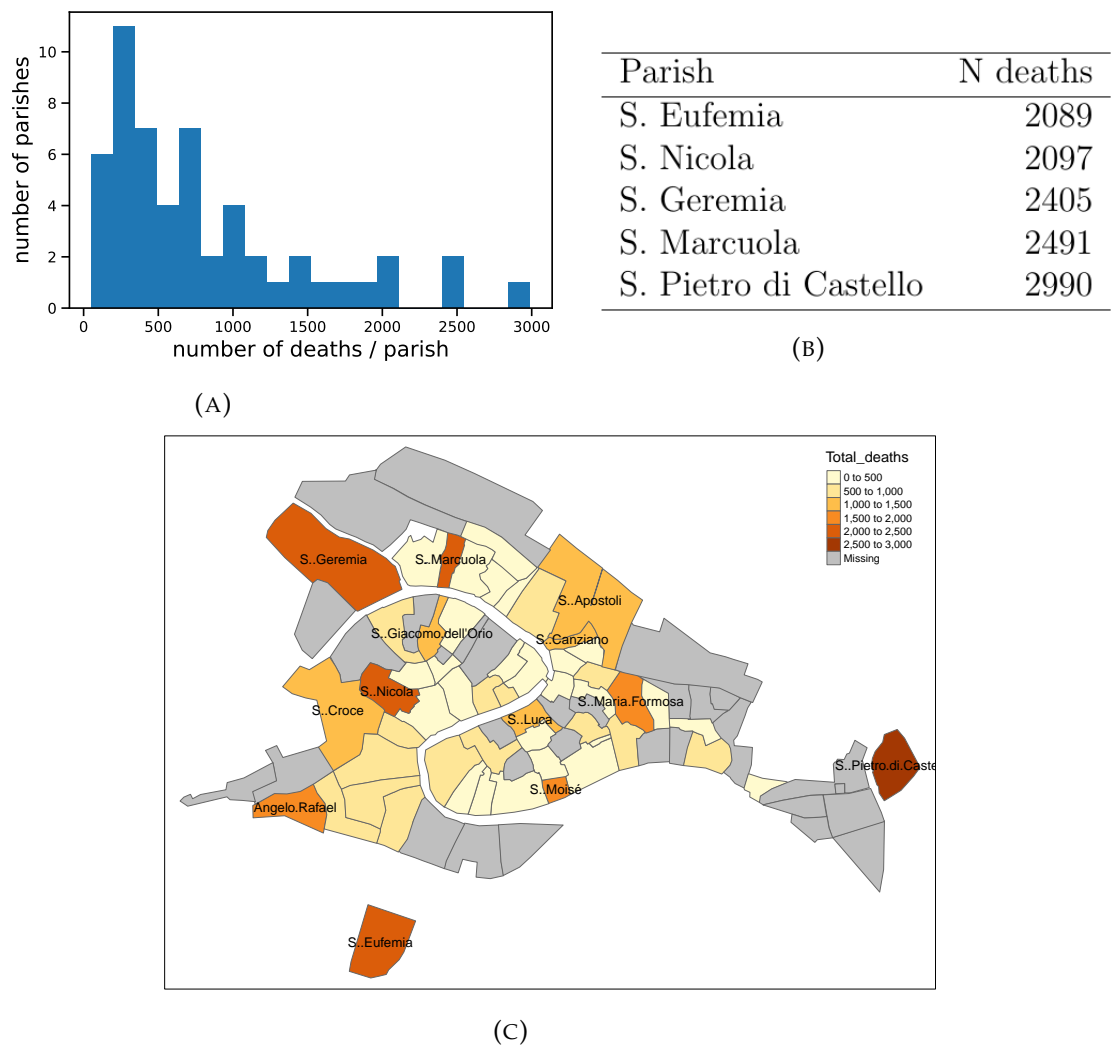 10
8
6
4
2
0
number of parishes
0 500 1000 1500 2000 2500 3000
number of deaths / parish
(A)
Parish N deaths
S. Eufemia 2089
S. Nicola 2097
S. Geremia 2405
S. Marcuola 2491
S. Pietro di Castello 2990
(B)
Total_deaths
0 to 500
500 to 1,000
1,000 to 1,500
1,500 to 2,000
2,000 to 2,500
2,500 to 3,000
Missing
S..Geremia
S..Marcuola
S..Apostoli
S..Giacomo.dell'Orio
S..Canziano
S..Nicola
S..Maria.Formosa
S..Croce
S..Luca
S..Pietro.di.Caste
S..Moisé
Angelo.Rafael
S..Eufemia
(C)